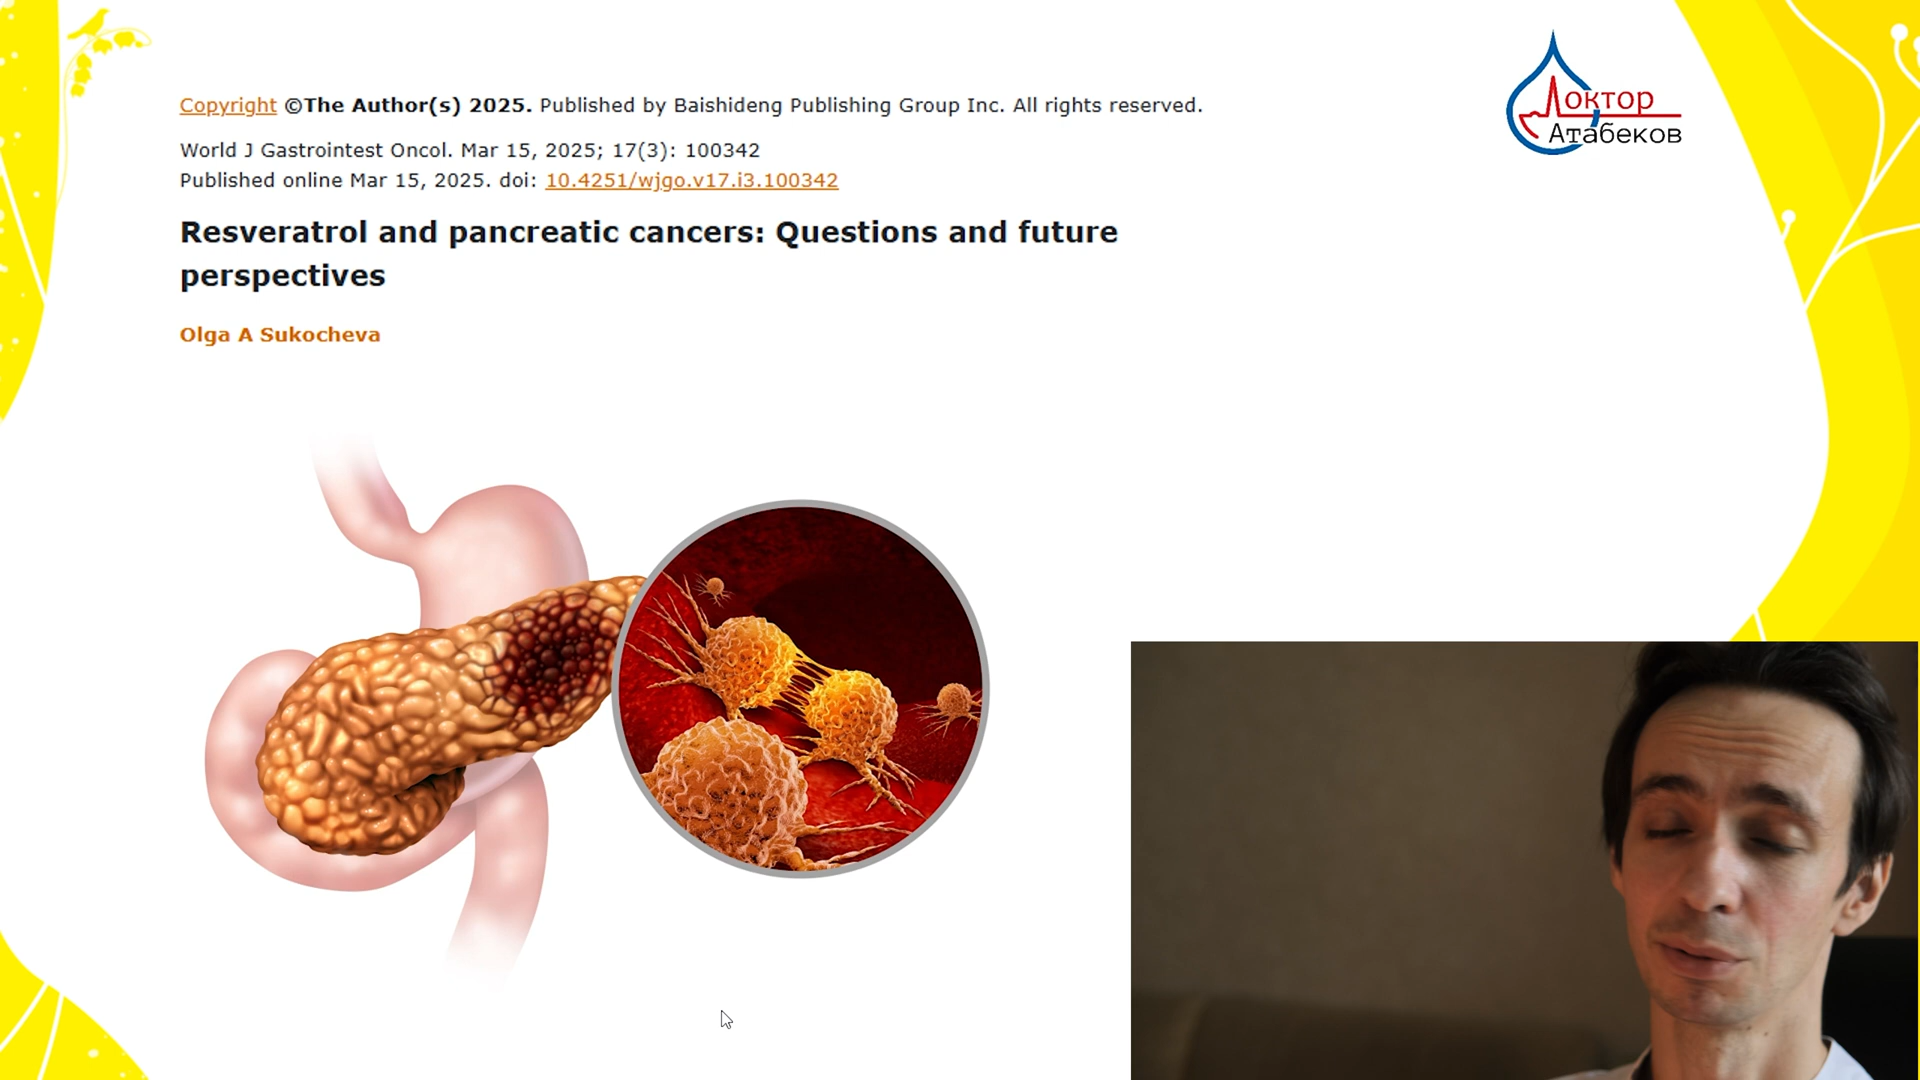 Copyright ©The Author(s) 2025. Published by Baishideng Publishing Group Inc. All rights reserved.
World J Gastrointest Oncol. Mar 15, 2025; 17(3): 100342
Published online Mar 15, 2025. doi: 10.4251/wjgo.v17.i3.100342
Resveratrol and pancreatic cancers: Questions and future
perspectives
Olga A Sukocheva
Доктор
Атабеков